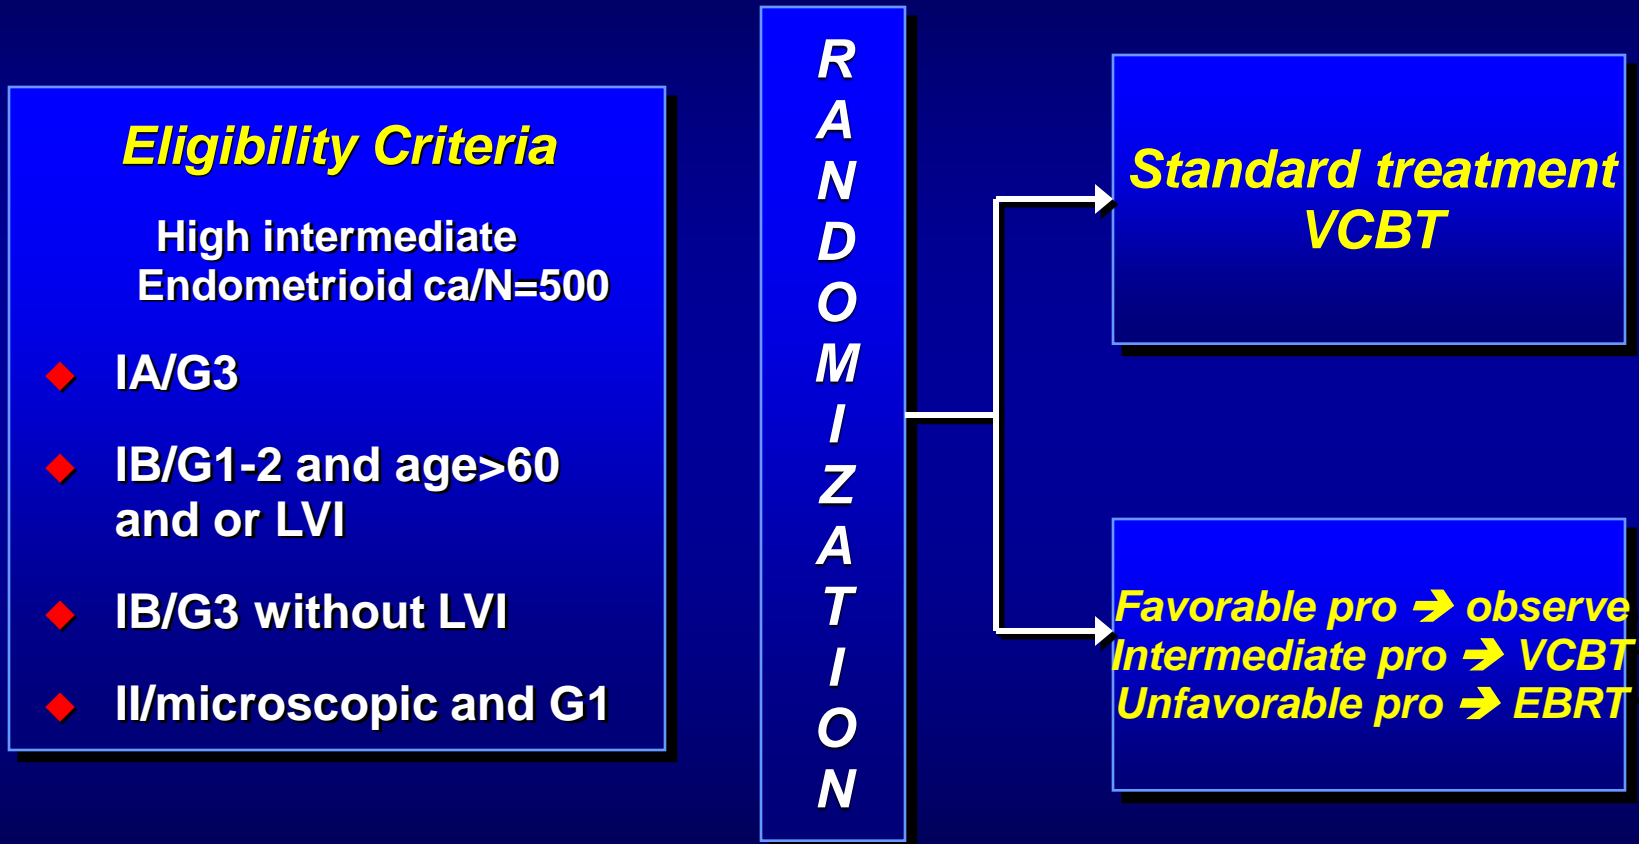 Eligibility Criteria
High intermediate
Endometrioid ca/N=500
◆ IA/G3
◆ IB/G1-2 and age>60
and or LVI
◆ IB/G3 without LVI
◆ II/microscopic and G1
R
A
N
D
O
M
I
Z
A
T
I
O
N
Standard treatment
VCBT
Favorable pro ➔ observe
Intermediate pro ➔ VCBT
Unfavorable pro ➔ EBRT